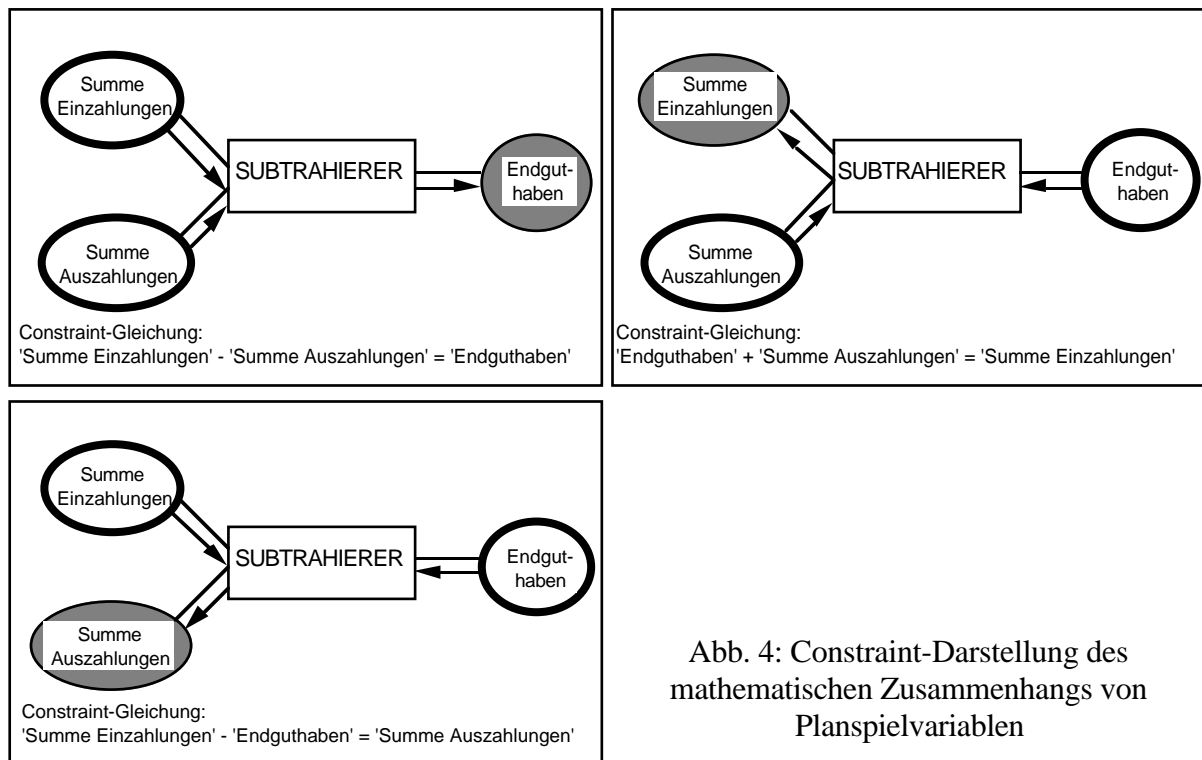 Summe
Einzahlungen
SUBTRAHIERER
Endgut-
haben
Summe
Auszahlungen
Constraint-Gleichung:
'Summe Einzahlungen' - 'Summe Auszahlungen' = 'Endguthaben'
Summe
Einzahlungen
SUBTRAHIERER
Endgut-
haben
Summe
Auszahlungen
Constraint-Gleichung:
'Endguthaben' + 'Summe Auszahlungen' = 'Summe Einzahlungen'
Summe
Einzahlungen
SUBTRAHIERER
Endgut-
haben
Summe
Auszahlungen
Constraint-Gleichung:
'Summe Einzahlungen' - 'Endguthaben' = 'Summe Auszahlungen'
Abb. 4: Constraint-Darstellung des
mathematischen Zusammenhangs von
Planspielvariablen